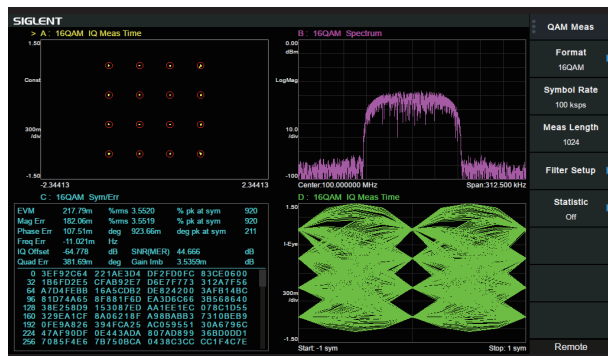 SIGLENT
> A: 16QAM IQ Meas Time
1.50
Const
300m
/div
-1.50
-2.34413
2.34413
B: 16QAM Spectrum
0.00
dBm
LogMag
10.0
/div
-100
Center:100.000000 MHz
Span:312.500 kHz
C: 16QAM Sym/Err
EVM 217.79m %rms 3.5520 % pk at sym 920
Mag Err 182.06m %rms 3.5519 % pk at sym 920
Phase Err 107.51m deg 923.66m deg pk at sym 211
Freq Err -11.021m Hz
IQ Offset -64.778 dB SNR(MER) 44.666 dB
Quad Err 381.69m deg Gain Imb 3.5359m dB
0 3EF92C64 221AE3D4 DF2FD0FC 83CE0600
32 1B6FD2E5 CFAB92E7 D6E7F773 312A7F56
64 A7D4FEBB 16A5CDB2 DE824200 3AFB14BC
96 81D74A65 8F881F6D EA3D6C66 3B568640
128 38E258D9 153087ED AA1EE1EC 078C1D55
160 329EA1CF 8A06218F A98BABB3 7310BEB9
192 0FE9A826 394FCA25 AC059551 30A6796C
224 47AF90DF 0E443ADA 807AD899 36BD0DD1
256 7085F4E6 7B750BCA 0438C3CC CC1F4C7E
D: 16QAM IQ Meas Time
1.50
I-Eye
300m
/div
-1.50
Start:-1 sym
Stop: 1 sym
QAM Meas
Format
16QAM
Symbol Rate
100 ksps
Meas Length
1024
Filter Setup
Statistic
Off
Remote